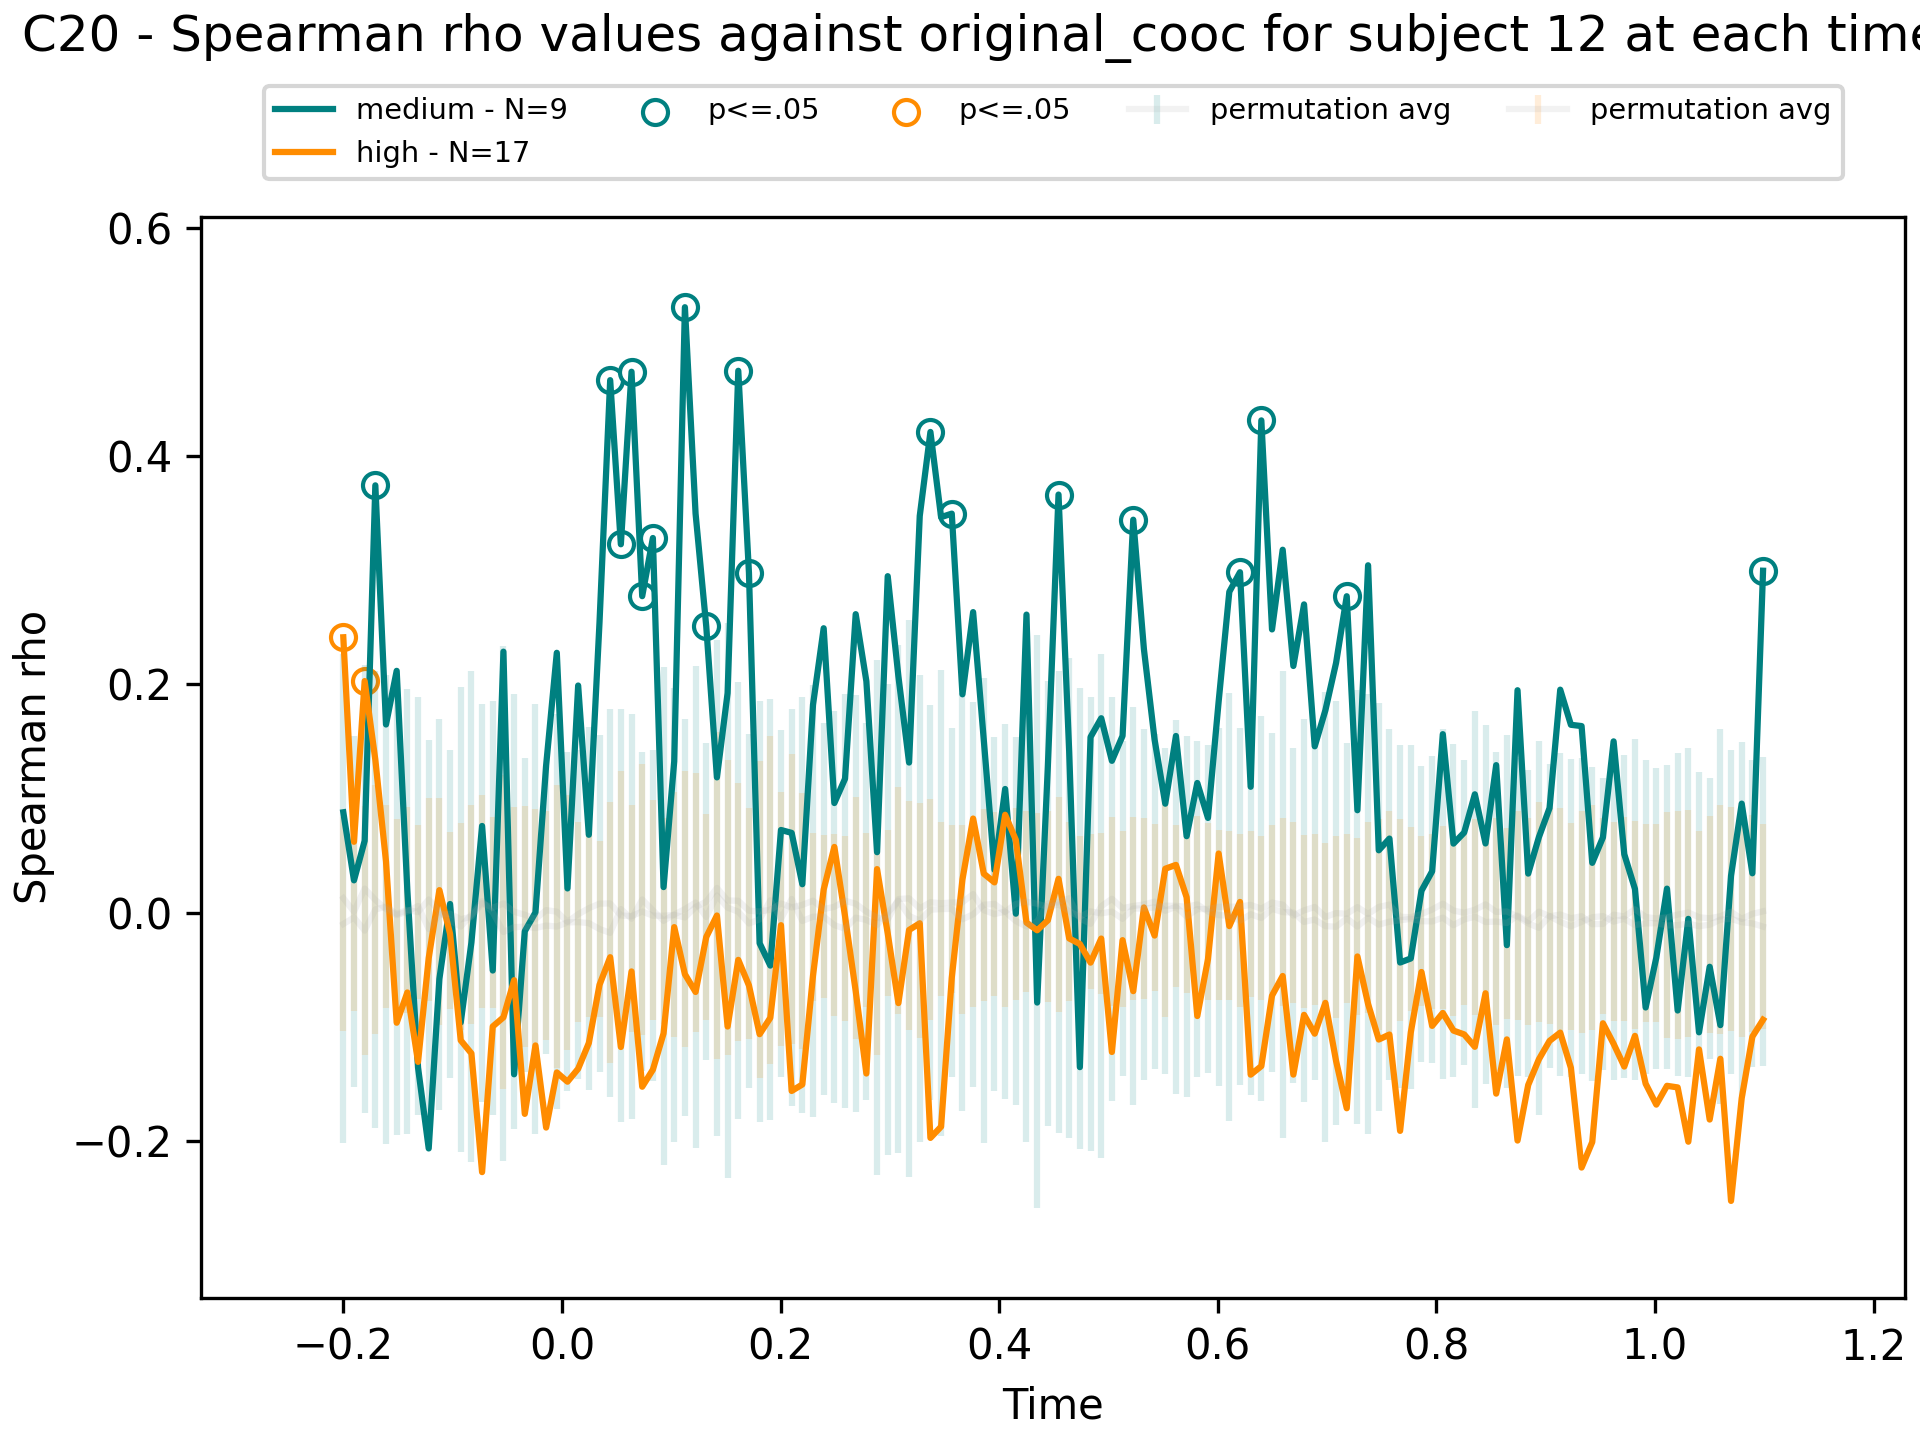 C20 - Spearman rho values against original_cooc for subject 12 at each time
medium - N=9
high - N=17
p<=.05
p<=.05
permutation avg
permutation avg
0.6
0.4
0.2
0.0
−0.2
Spearman rho
−0.2 0.0 0.2 0.4 0.6 0.8 1.0 1.2
Time